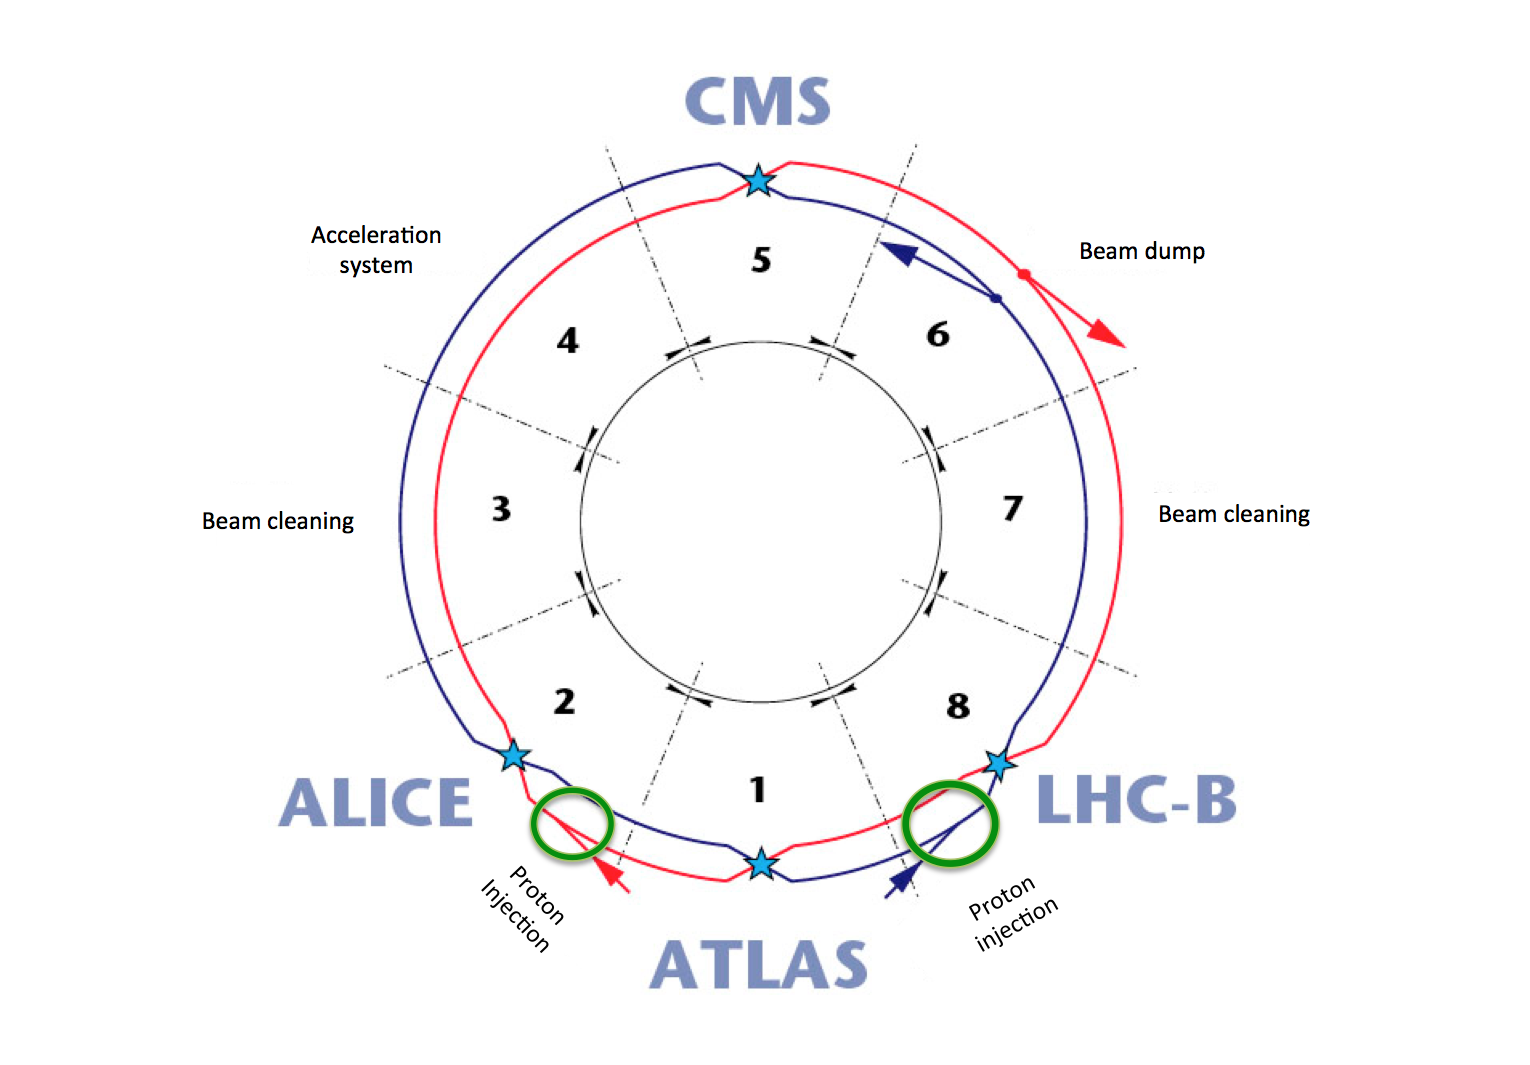 CMS
Acceleration
system
Beam dump
5
4
6
Beam cleaning
3
7
Beam cleaning
2
8
1
ALICE
LHC-B
Proton
Injection
Proton
injection
ATLAS